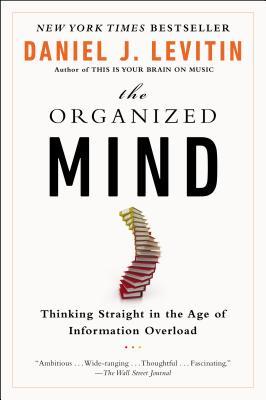 NEW YORK TIMES BESTSELLER
DANIEL J. LEVITIN
Author of THIS IS YOUR BRAIN ON MUSIC
the
ORGANIZED
MIND
Thinking Straight in the Age of
Information Overload
“Ambitious . . . Wide-ranging . . . Thoughtful . . . Fascinating.”
—The Wall Street Journal